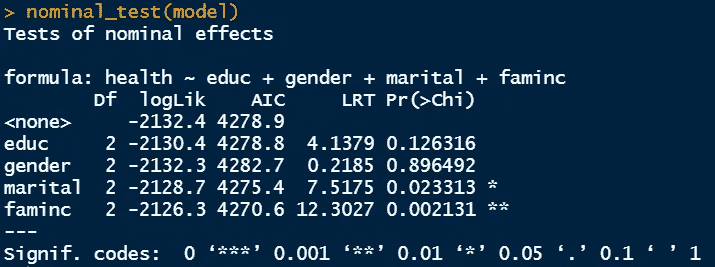 > nominal_test(model)
Tests of nominal effects
formula: health ~ educ + gender + marital + faminc
Df logLik AIC LRT Pr(>Chi)
<none> -2132.4 4278.9
educ 2 -2130.4 4278.8 4.1379 0.126316
gender 2 -2132.3 4282.7 0.2185 0.896492
marital 2 -2128.7 4275.4 7.5175 0.023313 *
faminc 2 -2126.3 4270.6 12.3027 0.002131 **
---
Signif. codes: 0 ‘***’ 0.001 ‘**’ 0.01 ‘*’ 0.05 ‘.’ 0.1 ‘ ’ 1